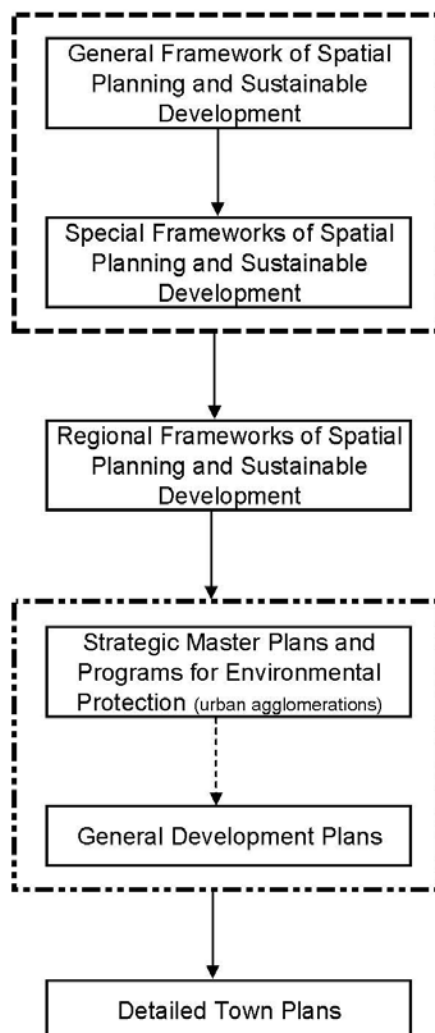 General Framework of Spatial
Planning and Sustainable
Development
Special Frameworks of Spatial
Planning and Sustainable
Development
Regional Frameworks of Spatial
Planning and Sustainable
Development
Strategic Master Plans and
Programs for Environmental
Protection (urban agglomerations)
General Development Plans
Detailed Town Plans